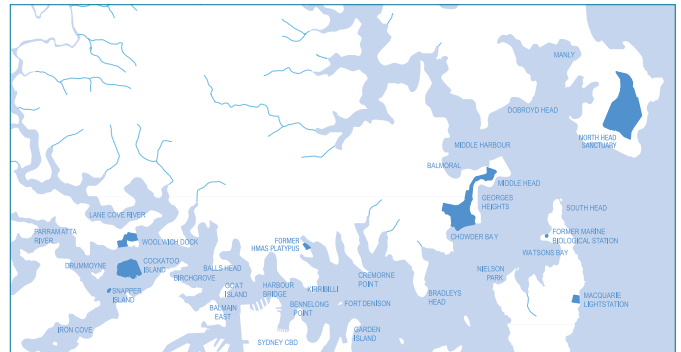 MANLY
DOBROYD HEAD
NORTH HEAD
SANCTUARY
MIDDLE HARBOUR
BALMORAL
MIDDLE HEAD
GEORGES
HEIGHTS
SOUTH HEAD
LANE COVE RIVER
PARRAMATTA
RIVER
WOOLWICH DOCK
FORMER
HMAS PLATYPUS
CHOWDER BAY
FORMER MARINE
BIOLOGICAL STATION
WATSONS BAY
DRUMMOYNE
COCKATOO
ISLAND
BIRCHGROVE
BALLS HEAD
GOAT
ISLAND
HARBOUR
BRIDGE
KIRRIBILLI
CREMORNE
POINT
NIELSON
PARK
SNAPPER
ISLAND
BALMAIN
EAST
BENNELONG
POINT
FORT DENISON
BRADLEYS
HEAD
MACQUARIE
LIGHTSTATION
IRON COVE
SYDNEY CBD
GARDEN
ISLAND